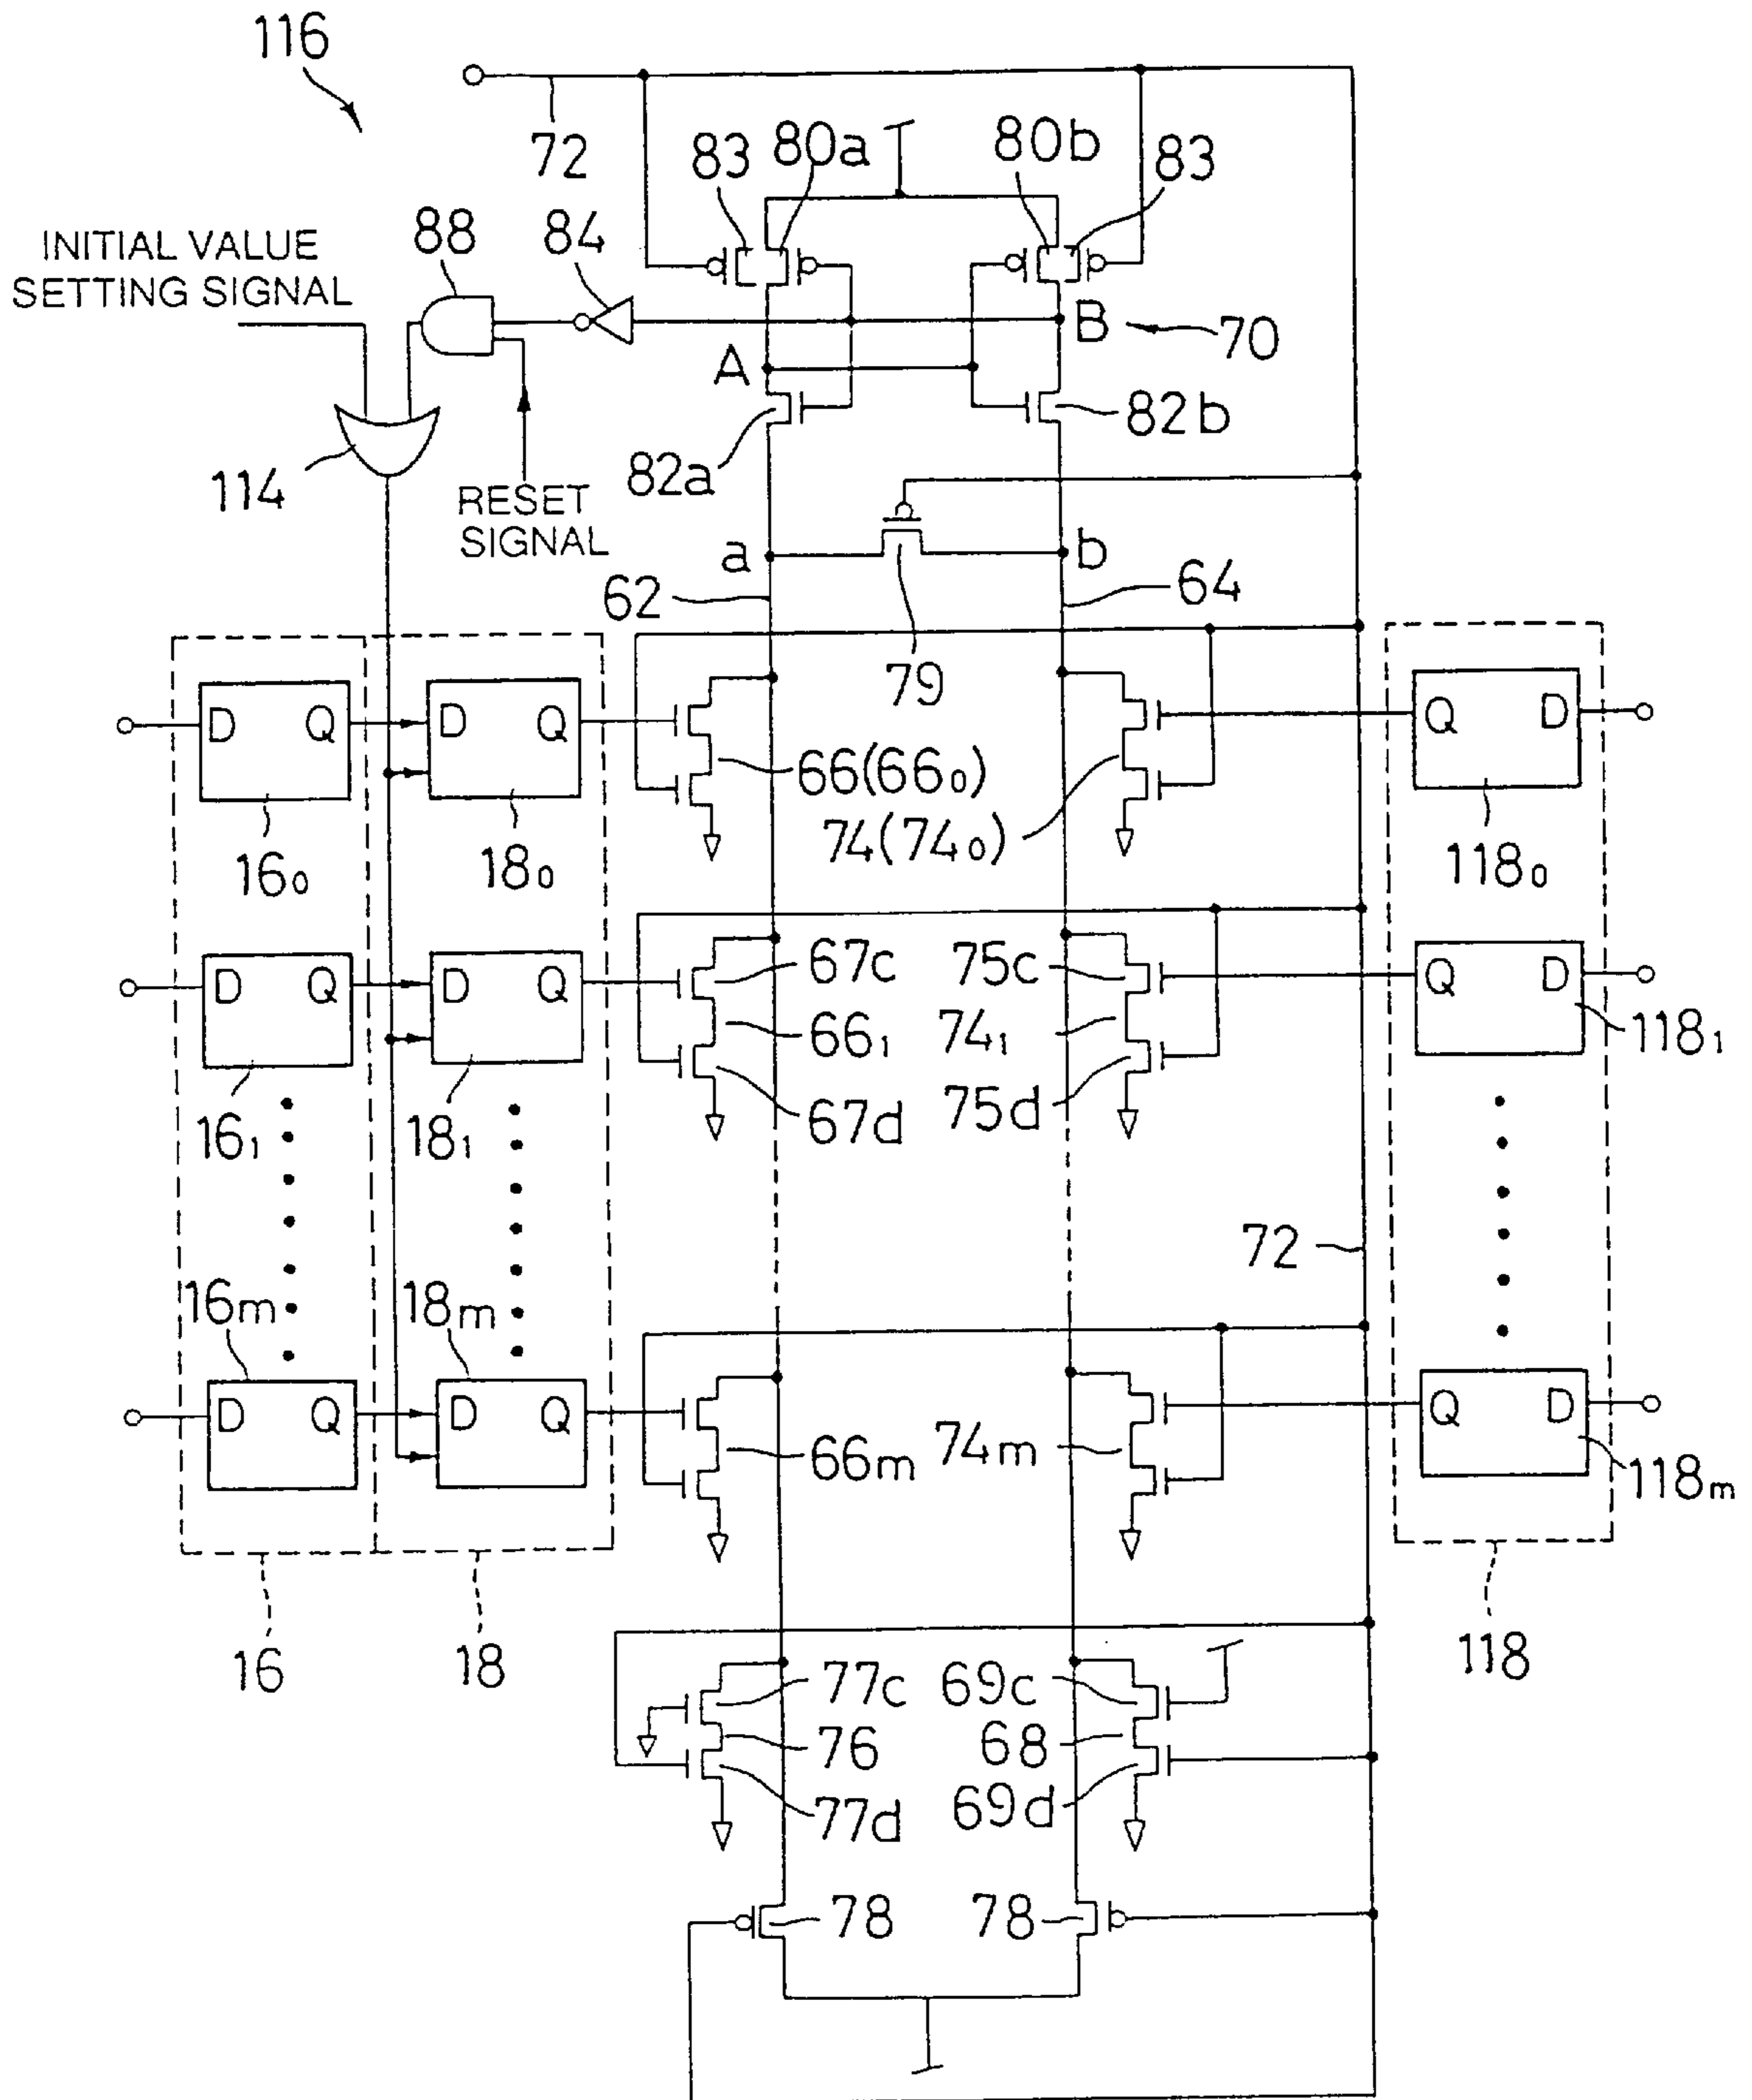 116
72
83
80a
80b
83
INITIAL VALUE
SETTING SIGNAL
88
84
B
70
A
82a
82b
114
RESET
SIGNAL
a
b
62
64
79
D Q
D Q
Q D
66(66₀)
74(74₀)
16₀
18₀
118₀
D Q
D Q
67c
75c
Q D
66₁
74₁
118₁
67d
75d
16₁
18₁
72
16m
18m
D Q
D Q
Q D
66m
74m
118m
16
18
118
77c
69c
76
68
77d
69d
78
78